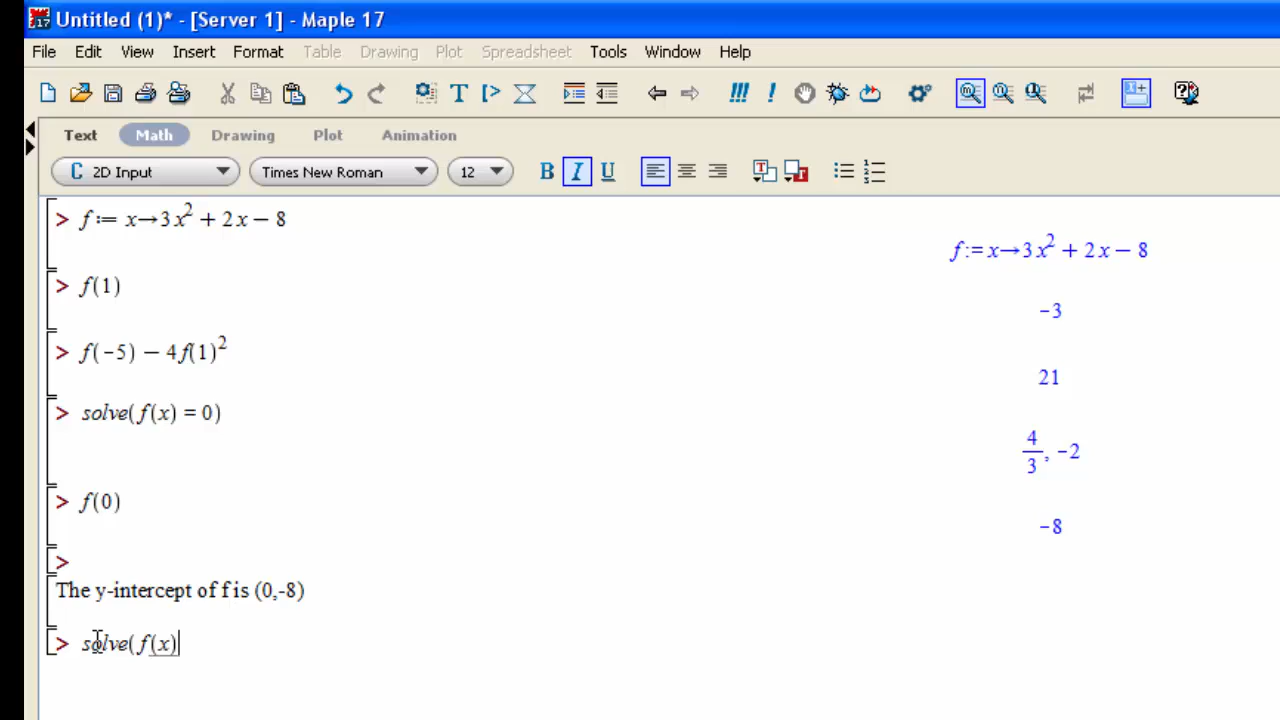 Untitled (1)* - [Server 1] - Maple 17
File Edit View Insert Format Table Drawing Plot Spreadsheet Tools Window Help
Text Math Drawing Plot Animation
C 2D Input Times New Roman 12 B I U
> f := x→3x² + 2x − 8
f := x→3x² + 2x − 8
> f(1)
−3
> f(−5) − 4f(1)²
21
> solve(f(x) = 0)
4/3, −2
> f(0)
−8
>
The y-intercept of f is (0,-8)
> solve(f(x)